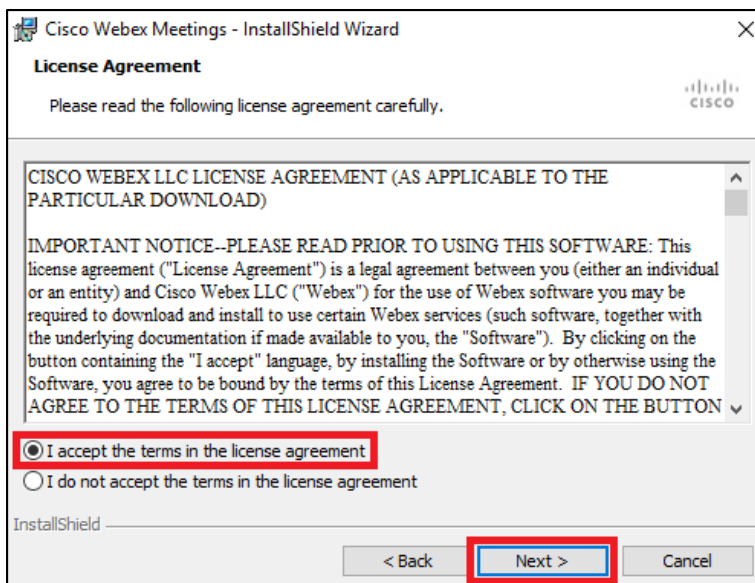 Cisco Webex Meetings - InstallShield Wizard
License Agreement
Please read the following license agreement carefully.
CISCO
CISCO WEBEX LLC LICENSE AGREEMENT (AS APPLICABLE TO THE
PARTICULAR DOWNLOAD)
IMPORTANT NOTICE--PLEASE READ PRIOR TO USING THIS SOFTWARE: This
license agreement ("License Agreement") is a legal agreement between you (either an individual
or an entity) and Cisco Webex LLC ("Webex") for the use of Webex software you may be
required to download and install to use certain Webex services (such software, together with
the underlying documentation if made available to you, the "Software"). By clicking on the
button containing the "I accept" language, by installing the Software or by otherwise using the
Software, you agree to be bound by the terms of this License Agreement. IF YOU DO NOT
AGREE TO THE TERMS OF THIS LICENSE AGREEMENT, CLICK ON THE BUTTON
I accept the terms in the license agreement
I do not accept the terms in the license agreement
InstallShield
< Back
Next >
Cancel